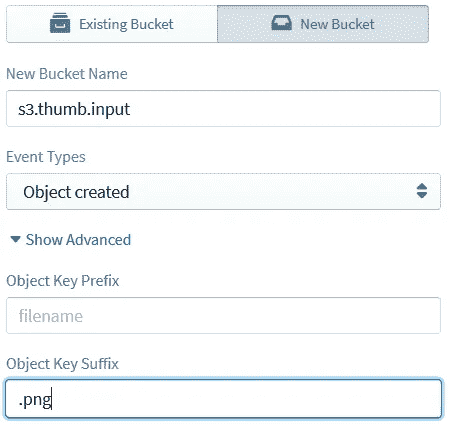 Existing Bucket
New Bucket
New Bucket Name
s3.thumb.input
Event Types
Object created
Show Advanced
Object Key Prefix
filename
Object Key Suffix
.png